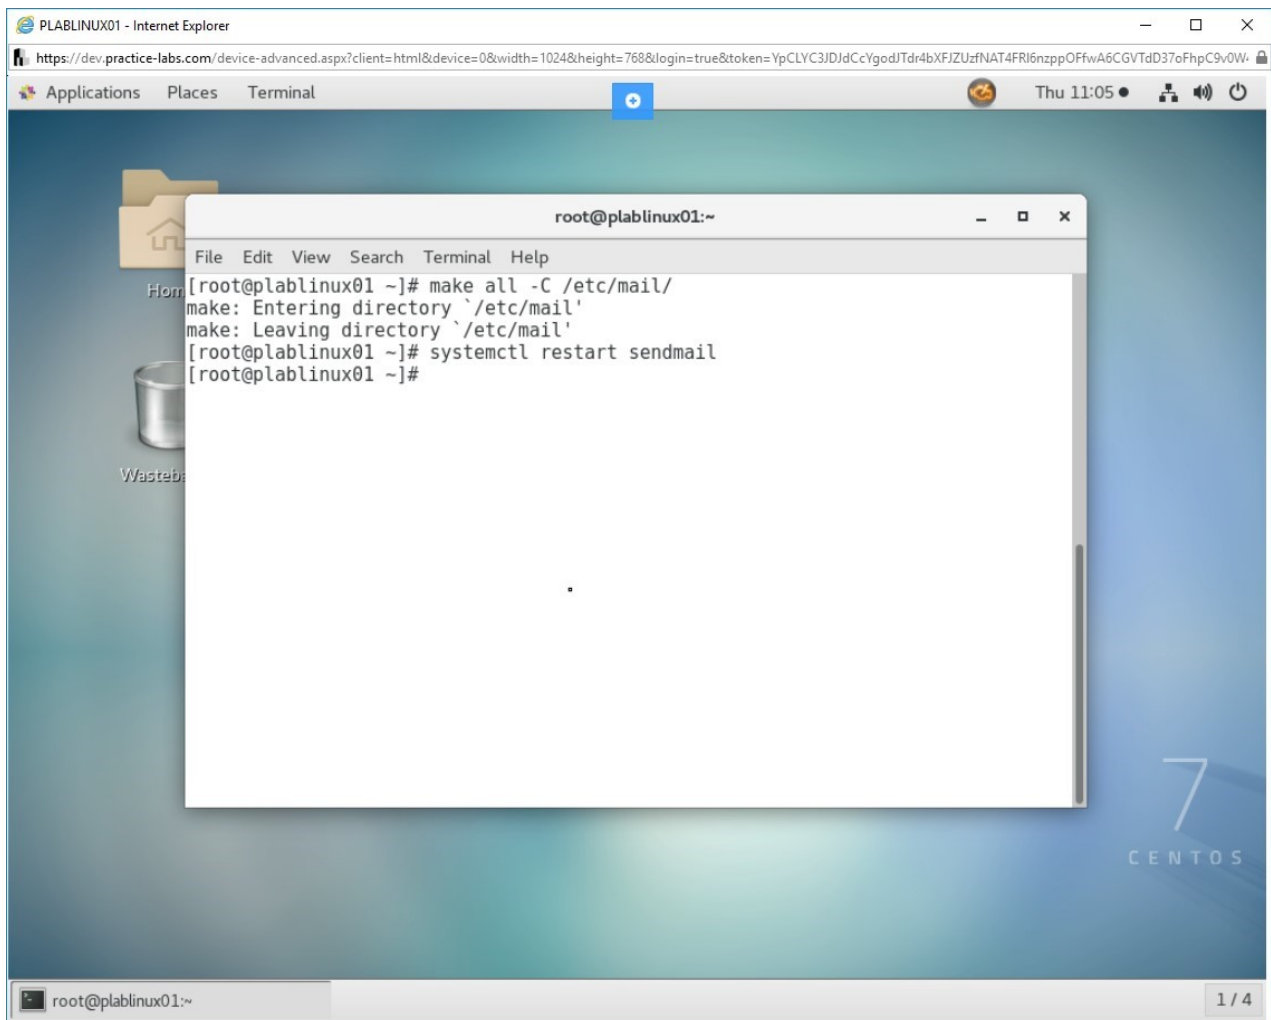 PLABLINUX01 - Internet Explorer
https://dev.practice-labs.com/device-advanced.aspx?client=html&device=0&width=1024&height=768&login=true&token=
Applications Places Terminal Thu 11:05
Home
Wasteb
root@plablinux01:~
File Edit View Search Terminal Help
[root@plablinux01 ~]# make all -C /etc/mail/
make: Entering directory `/etc/mail'
make: Leaving directory `/etc/mail'
[root@plablinux01 ~]# systemctl restart sendmail
[root@plablinux01 ~]#
7
CENTOS
root@plablinux01:~ 1 / 4